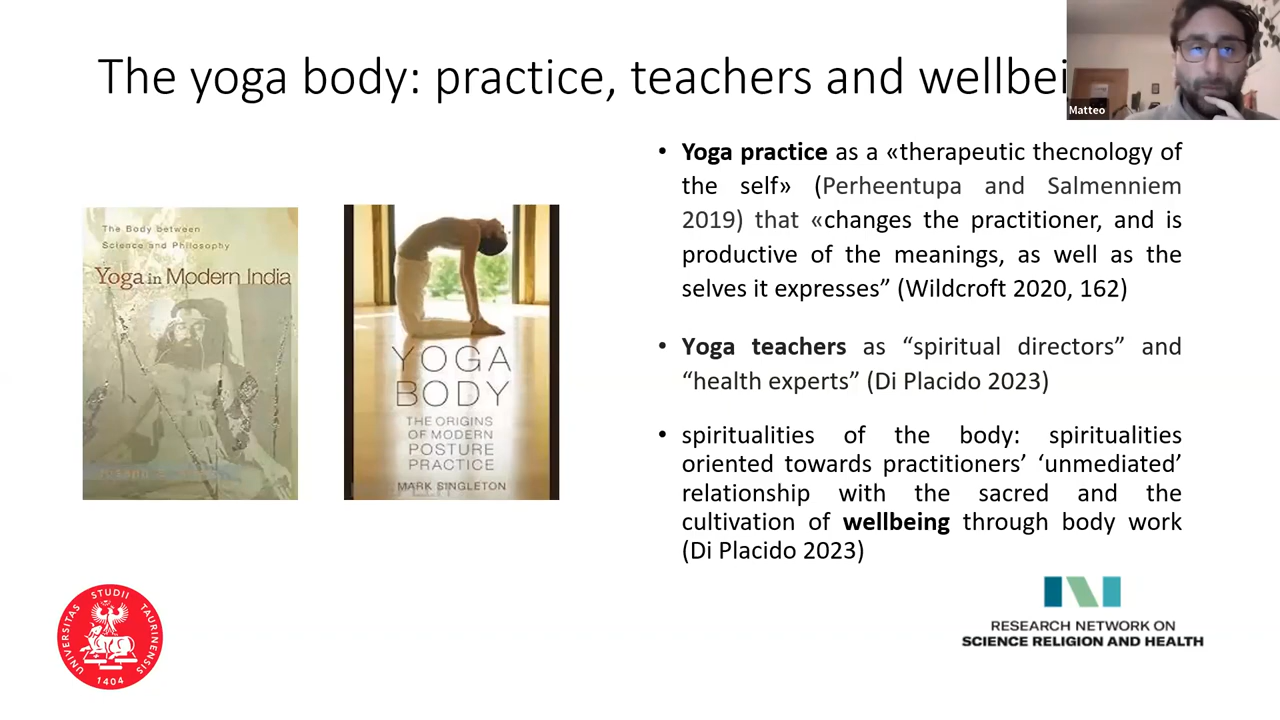 The yoga body: practice, teachers and wellbei
Matteo
• Yoga practice as a «therapeutic thecnology of
the self» (Perheentupa and Salmenniem
2019) that «changes the practitioner, and is
productive of the meanings, as well as the
selves it expresses” (Wildcroft 2020, 162)
• Yoga teachers as “spiritual directors” and
“health experts” (Di Placido 2023)
• spiritualities of the body: spiritualities
oriented towards practitioners’ ‘unmediated’
relationship with the sacred and the
cultivation of wellbeing through body work
(Di Placido 2023)
The Body between
Science and Philosophy
Yoga in Modern India
YOGA
BODY
THE ORIGINS
OF MODERN
POSTURE
PRACTICE
MARK SINGLETON
UNIVERSITAS STUDII TAURINENSIS
1404
RESEARCH NETWORK ON
SCIENCE RELIGION AND HEALTH